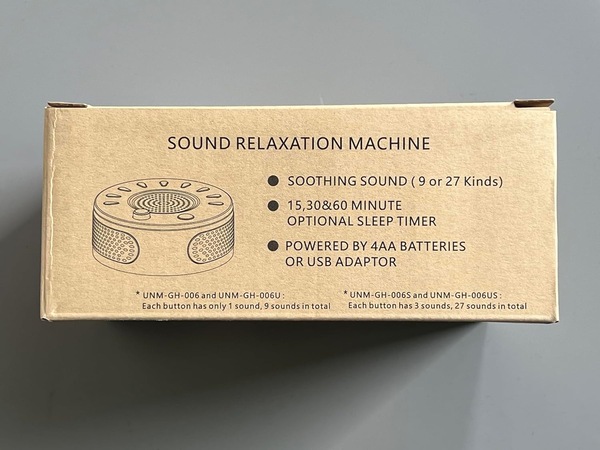 SOUND RELAXATION MACHINE
● SOOTHING SOUND ( 9 or 27 Kinds)
● 15,30&60 MINUTE
OPTIONAL SLEEP TIMER
● POWERED BY 4AA BATTERIES
OR USB ADAPTOR
* UNM-GH-006 and UNM-GH-006U :
Each button has only 1 sound, 9 sounds in total
* UNM-GH-006S and UNM-GH-006US :
Each button has 3 sounds, 27 sounds in total